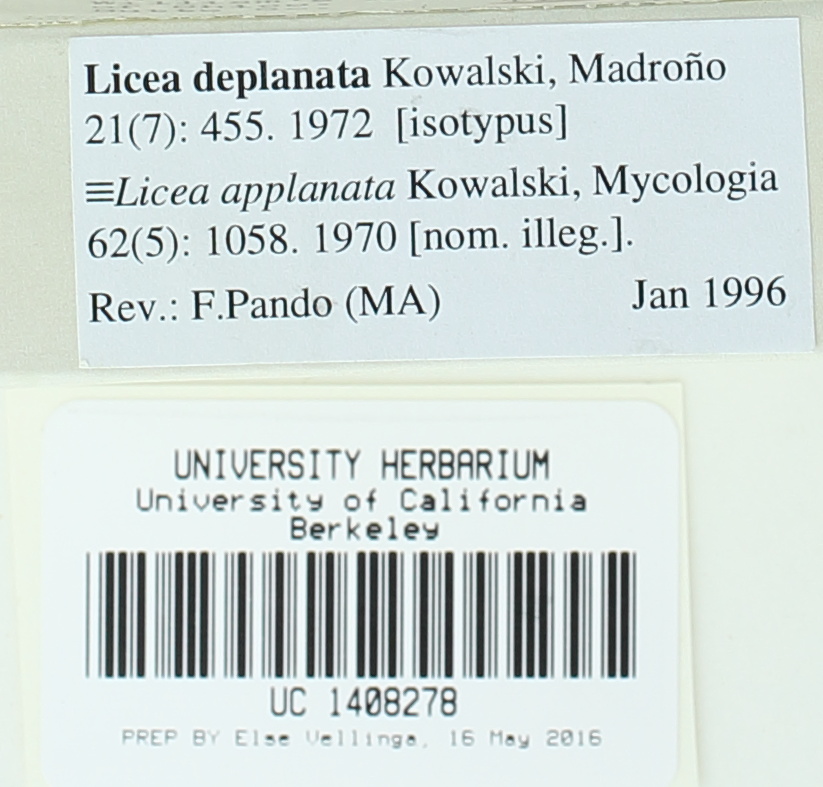 Licea deplanata Kowalski, Madroño
21(7): 455. 1972 [isotypus]
≡Licea applanata Kowalski, Mycologia
62(5): 1058. 1970 [nom. illeg.].
Rev.: F.Pando (MA) Jan 1996
UNIVERSITY HERBARIUM
University of California
Berkeley
UC 1408278
PREP BY Else Vellinga, 16 May 2016